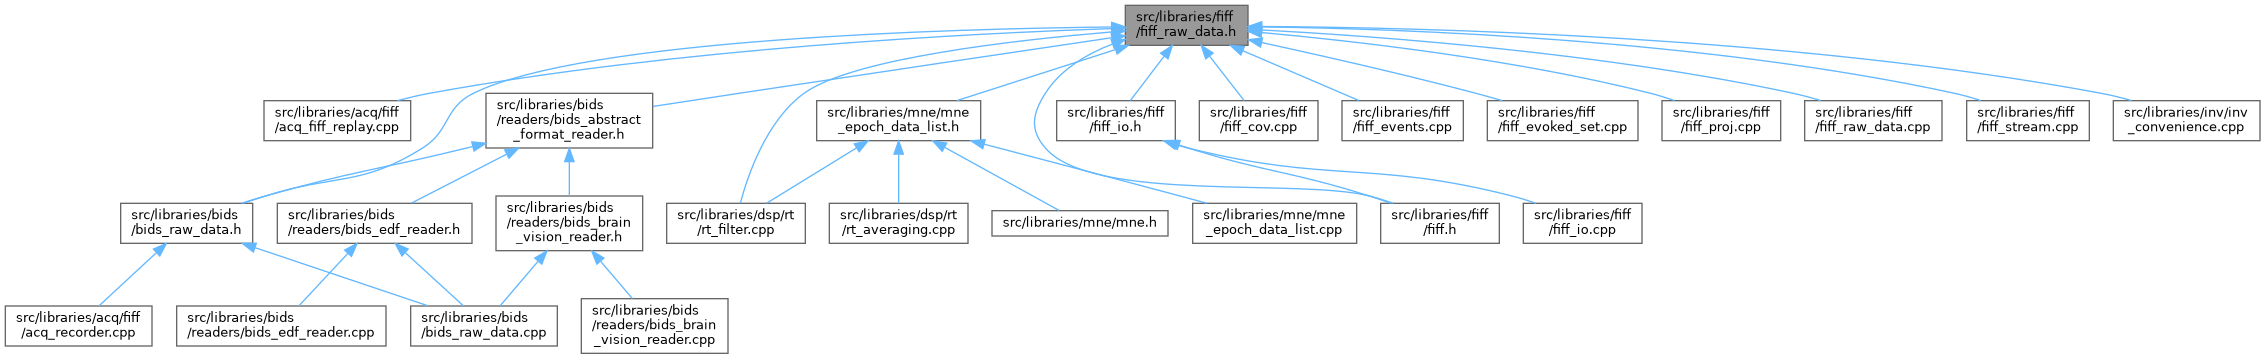 src/libraries/fiff
/fiff_raw_data.h
src/libraries/acq/fiff
/acq_fiff_replay.cpp
src/libraries/bids
/readers/bids_abstract
_format_reader.h
src/libraries/mne/mne
_epoch_data_list.h
src/libraries/fiff
/fiff_io.h
src/libraries/fiff
/fiff_cov.cpp
src/libraries/fiff
/fiff_events.cpp
src/libraries/fiff
/fiff_evoked_set.cpp
src/libraries/fiff
/fiff_proj.cpp
src/libraries/fiff
/fiff_raw_data.cpp
src/libraries/fiff
/fiff_stream.cpp
src/libraries/inv/inv
_convenience.cpp
src/libraries/bids
/bids_raw_data.h
src/libraries/bids
/readers/bids_edf_reader.h
src/libraries/bids
/readers/bids_brain
_vision_reader.h
src/libraries/dsp/rt
/rt_filter.cpp
src/libraries/dsp/rt
/rt_averaging.cpp
src/libraries/mne/mne.h
src/libraries/mne/mne
_epoch_data_list.cpp
src/libraries/fiff
/fiff.h
src/libraries/fiff
/fiff_io.cpp
src/libraries/acq/fiff
/acq_recorder.cpp
src/libraries/bids
/readers/bids_edf_reader.cpp
src/libraries/bids
/bids_raw_data.cpp
src/libraries/bids
/readers/bids_brain
_vision_reader.cpp